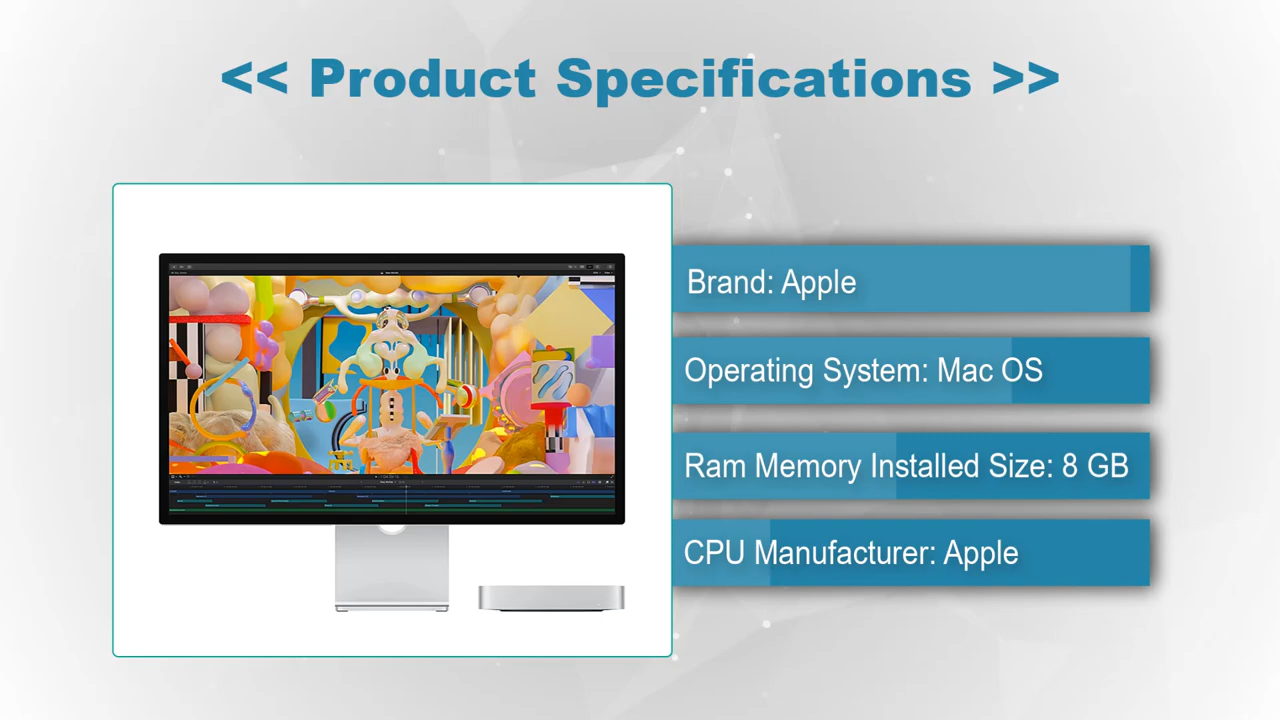 << Product Specifications >>
Brand: Apple
Operating System: Mac OS
Ram Memory Installed Size: 8 GB
CPU Manufacturer: Apple